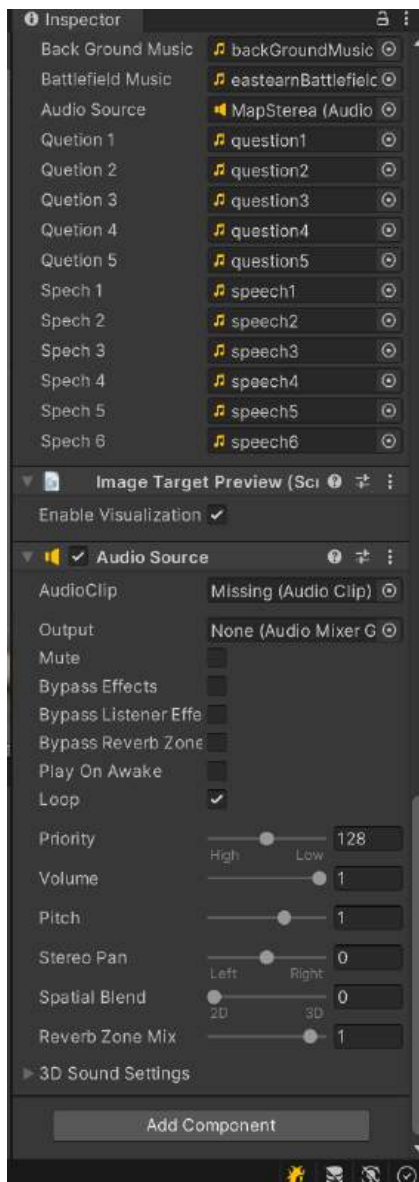 Inspector
Back Ground Music backGroundMusic
Battlefield Music eastearnBattlefielc
Audio Source MapSterea (Audio
Quetion 1 question1
Quetion 2 question2
Quetion 3 question3
Quetion 4 question4
Quetion 5 question5
Spech 1 speech1
Spech 2 speech2
Spech 3 speech3
Spech 4 speech4
Spech 5 speech5
Spech 6 speech6
Image Target Preview (Scr
Enable Visualization
Audio Source
AudioClip Missing (Audio Clip)
Output None (Audio Mixer G
Mute
Bypass Effects
Bypass Listener Effe
Bypass Reverb Zone
Play On Awake
Loop
Priority 128
High Low
Volume 1
Pitch 1
Stereo Pan 0
Left Right
Spatial Blend 0
2D 3D
Reverb Zone Mix 1
3D Sound Settings
Add Component